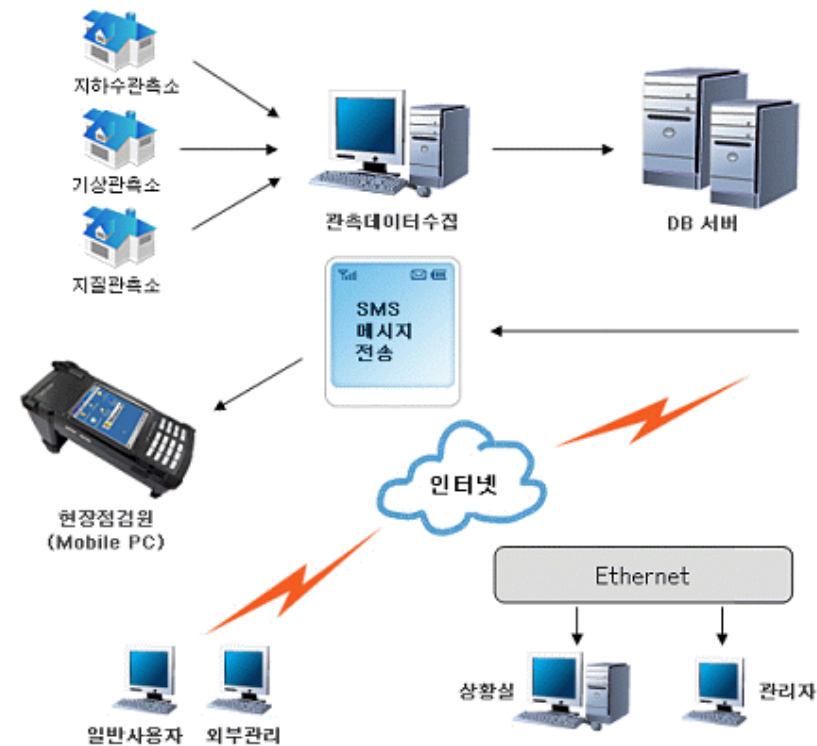 지하수관측소
기상관측소
지질관측소
관측데이터수집
DB 서버
SMS
메시지
전송
현장점검원
(Mobile PC)
인터넷
Ethernet
상황실
관리자
일반사용자
외부관리